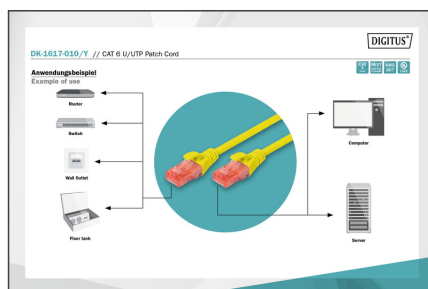 DIGITUS®
DK-1617-010/Y // CAT 6 U/UTP Patch Cord
Anwendungsbeispiel
Example of use
Router
Switch
Wall Outlet
Floor tank
Computer
Server